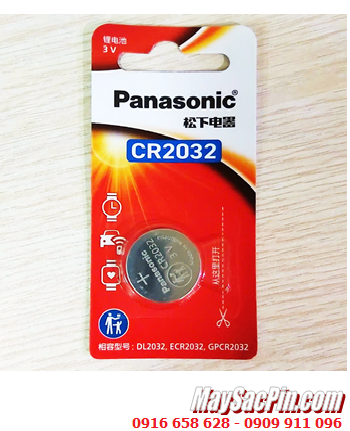 锂电池
3 V
Panasonic
松下电器
CR2032
Panasonic
CR2032
3V
+
从这里打开
相容型号: DL2032, ECR2032, GPCR2032
MaySacPin.com
0916 658 628 - 0909 911 096